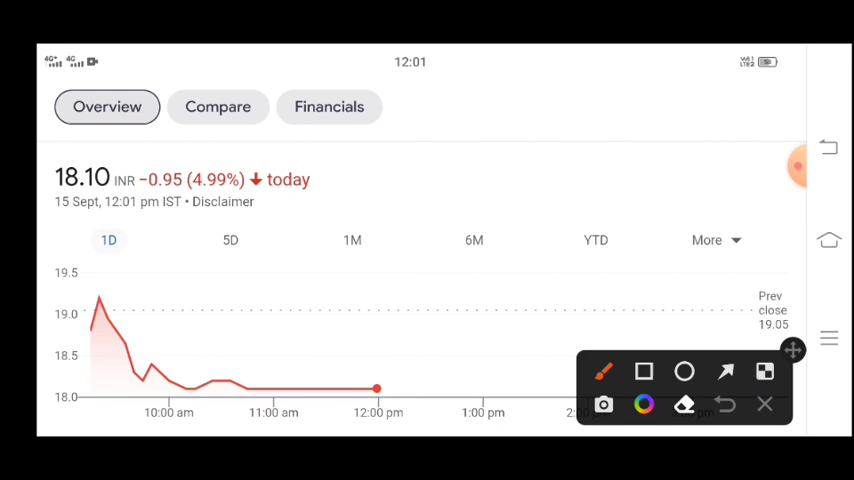 4G+ 4G 12:01 VoLTE2
Overview Compare Financials
18.10 INR −0.95 (4.99%) today
15 Sept, 12:01 pm IST • Disclaimer
1D 5D 1M 6M YTD More
19.5
Prev
close
19.05
19.0
18.5
18.0
10:00 am 11:00 am 12:00 pm 1:00 pm 2: